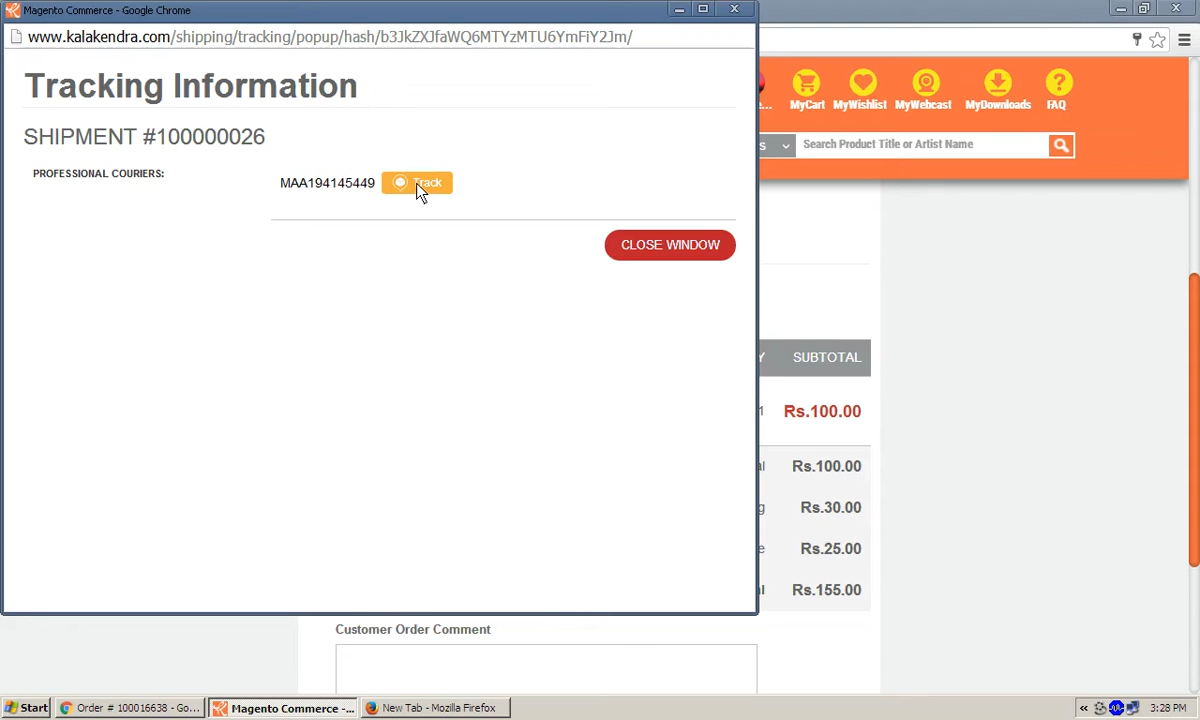 Magento Commerce - Google Chrome
www.kalakendra.com/shipping/tracking/popup/hash/b3JkZXJfaWQ6MTYzMTU6YmFiY2Jm/
Tracking Information
SHIPMENT #100000026
PROFESSIONAL COURIERS:
MAA194145449 Track
CLOSE WINDOW
MyCart MyWishlist MyWebcast MyDownloads FAQ
Search Product Title or Artist Name
SUBTOTAL
1 Rs.100.00
Rs.100.00
Rs.30.00
Rs.25.00
Rs.155.00
Customer Order Comment
Start Order # 100016638 - Go... Magento Commerce -... New Tab - Mozilla Firefox 3:28 PM